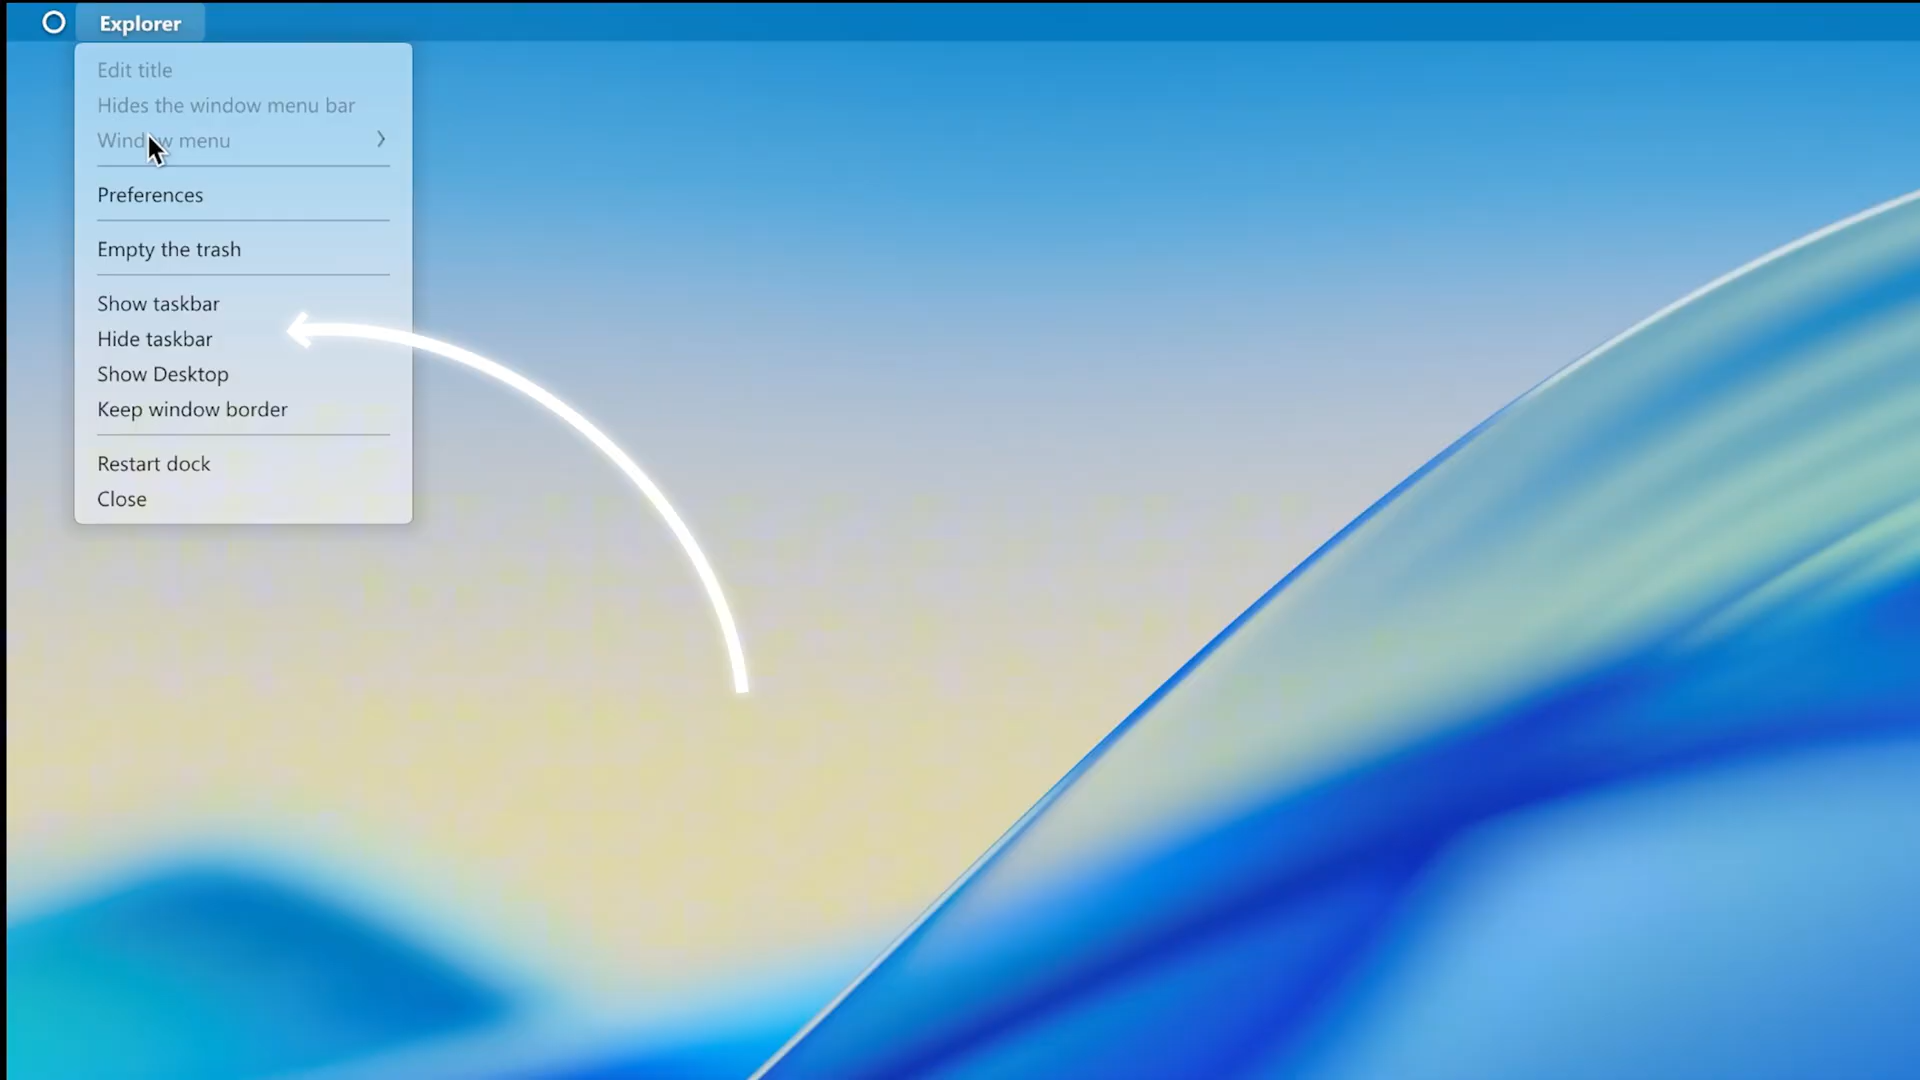 Explorer
Edit title
Hides the window menu bar
Window menu
Preferences
Empty the trash
Show taskbar
Hide taskbar
Show Desktop
Keep window border
Restart dock
Close